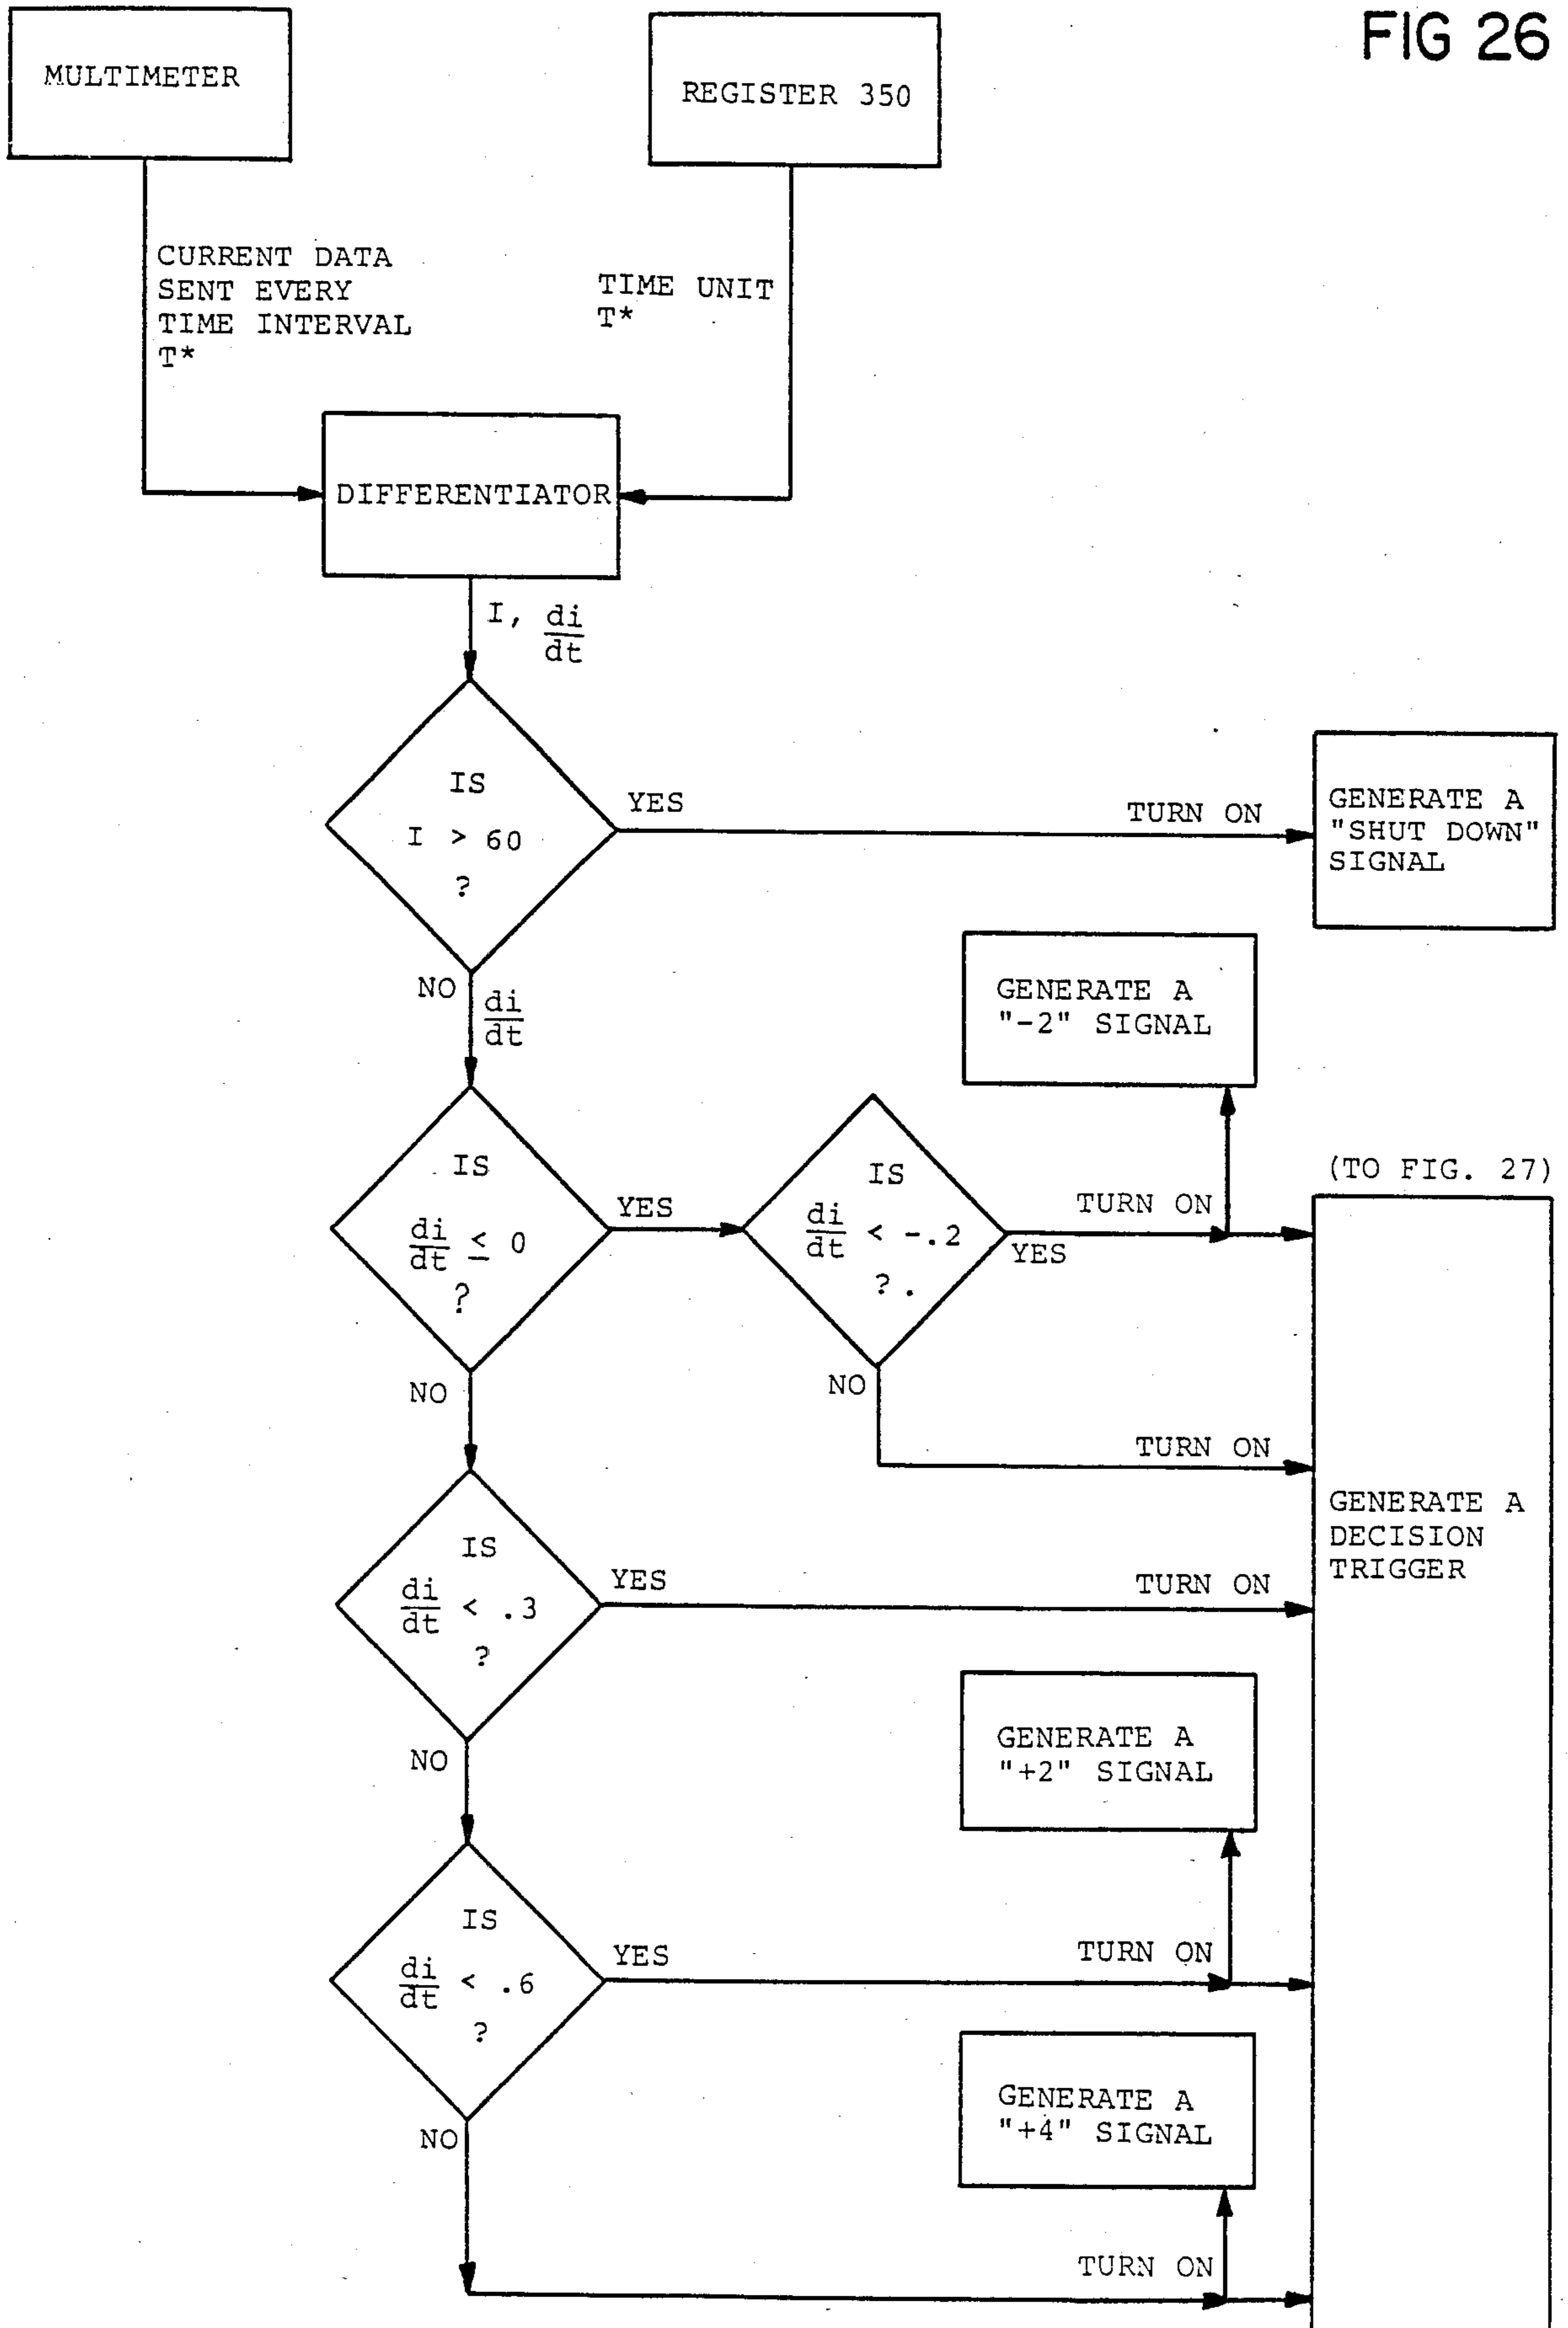 FIG 26
MULTIMETER
REGISTER 350
CURRENT DATA
SENT EVERY
TIME INTERVAL
T*
TIME UNIT
T*
DIFFERENTIATOR
I, di
dt
IS
I > 60
?
YES
TURN ON
GENERATE A
"SHUT DOWN"
SIGNAL
NO
di
dt
GENERATE A
"-2" SIGNAL
IS
di
dt ≤ 0
?
YES
IS
di
dt < -.2
?.
TURN ON
YES
(TO FIG. 27)
NO
NO
TURN ON
GENERATE A
DECISION
TRIGGER
IS
di
dt < .3
?
YES
TURN ON
NO
GENERATE A
"+2" SIGNAL
IS
di
dt < .6
?
YES
TURN ON
NO
GENERATE A
"+4" SIGNAL
TURN ON